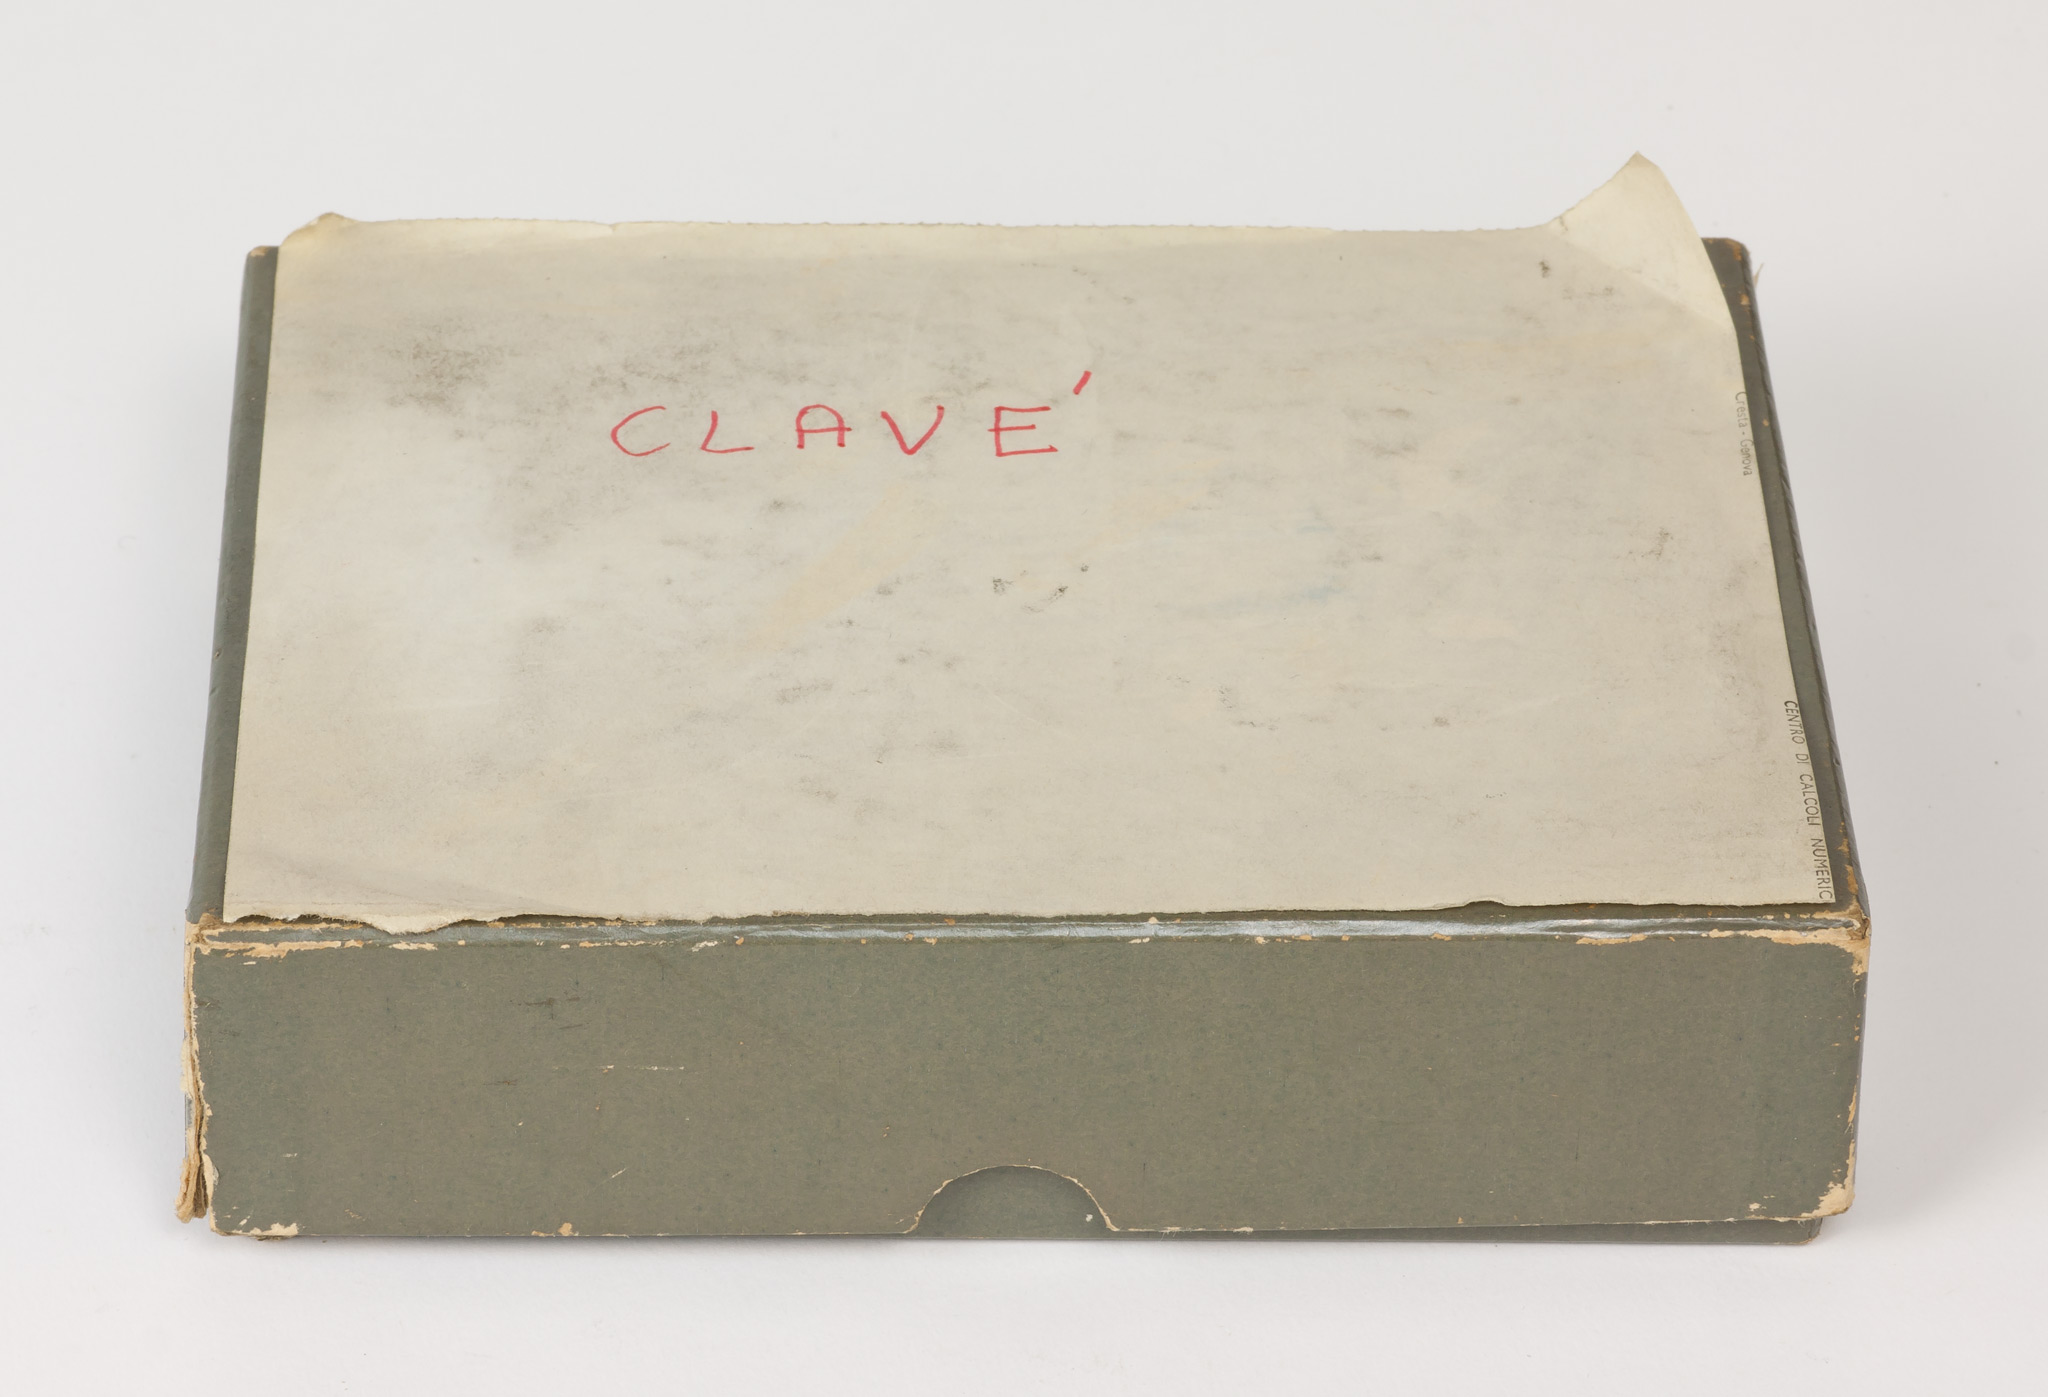 CLAVÉ
Cresta - Genova
CENTRO DI CALCOLI NUMERIC